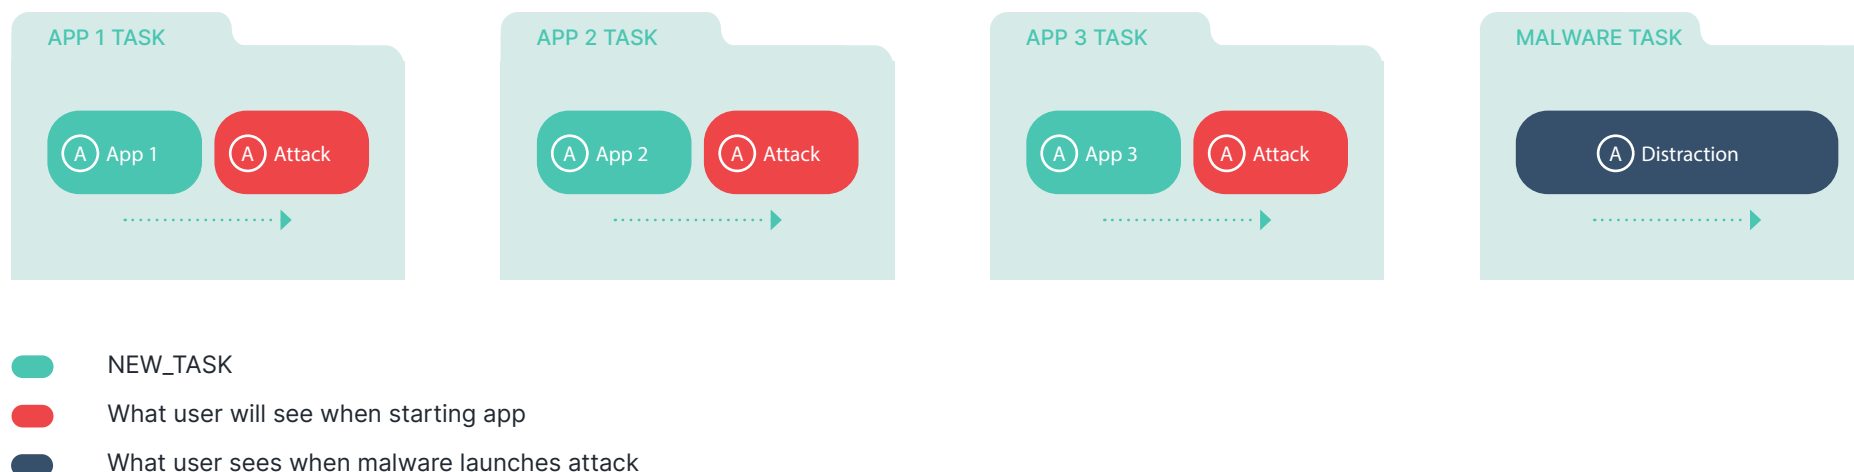 APP 1 TASK
A App 1
A Attack
APP 2 TASK
A App 2
A Attack
APP 3 TASK
A App 3
A Attack
MALWARE TASK
A Distraction
NEW_TASK
What user will see when starting app
What user sees when malware launches attack